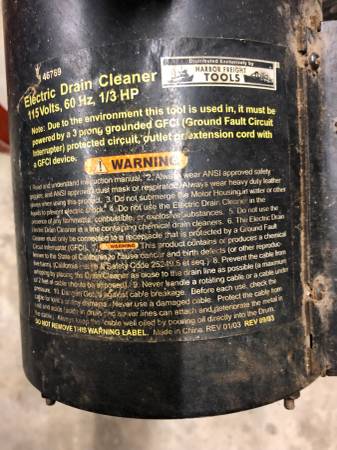 46769
Distributed Exclusively by
HARBOR FREIGHT
TOOLS
Electric Drain Cleaner
115 Volts, 60 Hz, 1/3 HP
Note: Due to the environment this tool is used in, it must be
powered by a 3 prong grounded GFCI (Ground Fault Circuit
Interrupter) protected circuit, outlet or extension cord with
a GFCI device.
WARNING
1. Read and understand instruction manual. 2. Always wear ANSI approved safety
goggles, and ANSI approved dust mask or respirator. Always wear heavy duty leather
gloves when using this product. 3. Do not submerge the Motor Housing in water or other
liquids to prevent electric shock. 4. Do not use the Electric Drain Cleaner in the
presence of any flammable, combustible, or explosive substances. 5. Do not use the
Electric Drain Cleaner in a line containing chemical drain cleaners. 6. The Electric Drain
Cleaner must only be connected to a receptacle that is protected by a Ground Fault
Circuit Interrupter (GFCI). 7. WARNING This product contains or produces a chemical
known to the State of California to cause cancer and birth defects (or other reproduc-
tive harm). (California Health & Safety Code 25249.5 et seq.) 8. Prevent the cable from
whipping by placing the Drain Cleaner as close to the drain line as possible (a maximum
of 2 feet of cable should be exposed). 9. Never handle a rotating cable or a cable under
pressure. 10. against cable breakage. Before each use, check the
cable for kinks or any damage. Never use a damaged cable. Protect the cable from
in drains and sewer lines can attach and deteriorate the metal in
the cable). Always keep the cable well oiled by pouring oil directly into the Drum.
DO NOT REMOVE THIS WARNING LABEL. Made in China. REV 01/03 REV 09/03